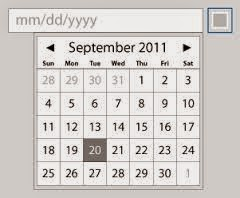 mm/dd/yyyy
◀ September 2011 ▶
Sun Mon Tue Wed Thu Fri Sat
28 29 30 31 1 2 3
4 5 6 7 8 9 10
11 12 13 14 15 16 17
18 19 20 21 22 23 24
25 26 27 28 29 30 1